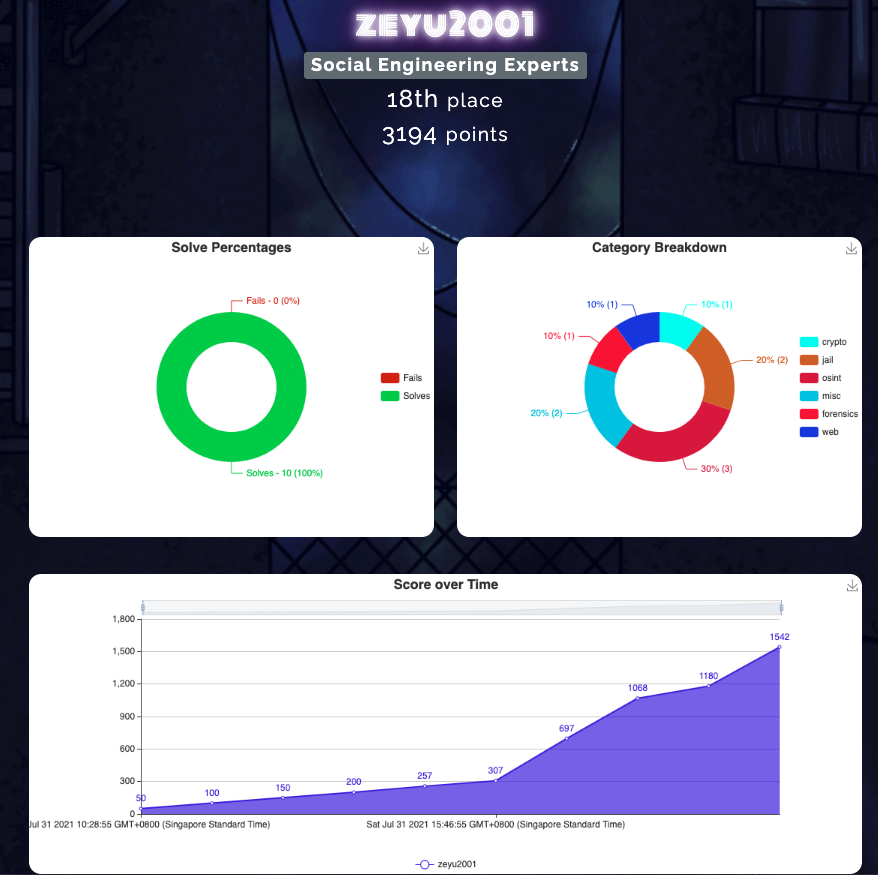 ZEYU2001
Social Engineering Experts
18th place
3194 points
Solve Percentages
Fails - 0 (0%)
Fails
Solves
Solves - 10 (100%)
Category Breakdown
10% (1)
10% (1)
10% (1)
20% (2)
20% (2)
30% (3)
crypto
jail
osint
misc
forensics
web
Score over Time
1,800
1,500
1,200
900
600
300
0
50
100
150
200
257
307
697
1068
1180
1542
Jul 31 2021 10:28:55 GMT+0800 (Singapore Standard Time)
Sat Jul 31 2021 15:46:55 GMT+0800 (Singapore Standard Time)
zeyu2001